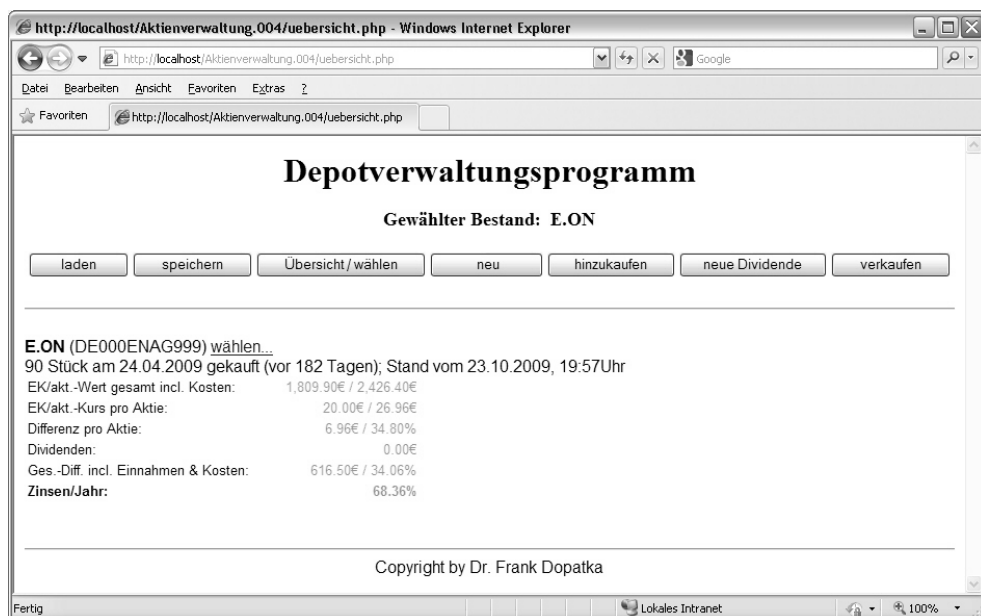 http://localhost/Aktienverwaltung.004/uebersicht.php - Windows Internet Explorer
http://localhost/Aktienverwaltung.004/uebersicht.php
Google
Datei Bearbeiten Ansicht Favoriten Extras ?
Favoriten
http://localhost/Aktienverwaltung.004/uebersicht.php
Depotverwaltungsprogramm
Gewählter Bestand: E.ON
laden speichern Übersicht / wählen neu hinzukaufen neue Dividende verkaufen
E.ON (DE000ENAG999) wählen...
90 Stück am 24.04.2009 gekauft (vor 182 Tagen); Stand vom 23.10.2009, 19:57Uhr
EK/akt.-Wert gesamt incl. Kosten: 1,809.90€ / 2,426.40€
EK/akt.-Kurs pro Aktie: 20.00€ / 26.96€
Differenz pro Aktie: 6.96€ / 34.80%
Dividenden: 0.00€
Ges.-Diff. incl. Einnahmen & Kosten: 616.50€ / 34.06%
Zinsen/Jahr: 68.36%
Copyright by Dr. Frank Dopatka
Fertig
Lokales Intranet
100%